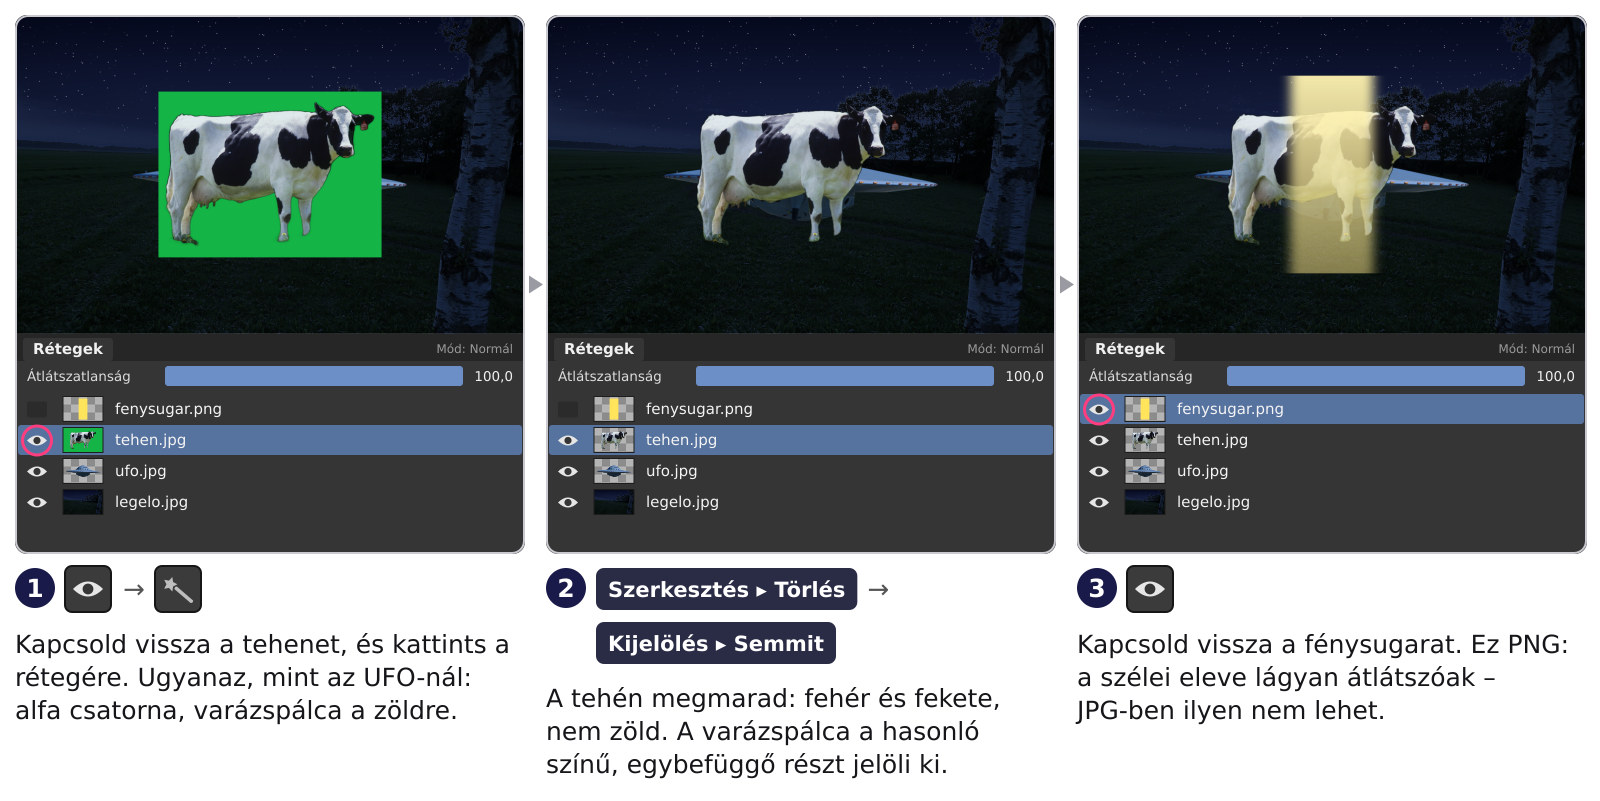 Rétegek
Mód: Normál
Átlátszatlanság
100,0
fenysugar.png
tehen.jpg
ufo.jpg
legelo.jpg
1 →
Kapcsold vissza a tehenet, és kattints a
rétegére. Ugyanaz, mint az UFO-nál:
alfa csatorna, varázspálca a zöldre.
Rétegek
Mód: Normál
Átlátszatlanság
100,0
fenysugar.png
tehen.jpg
ufo.jpg
legelo.jpg
2 Szerkesztés ▸ Törlés →
Kijelölés ▸ Semmit
A tehén megmarad: fehér és fekete,
nem zöld. A varázspálca a hasonló
színű, egybefüggő részt jelöli ki.
Rétegek
Mód: Normál
Átlátszatlanság
100,0
fenysugar.png
tehen.jpg
ufo.jpg
legelo.jpg
3
Kapcsold vissza a fénysugarat. Ez PNG:
a szélei eleve lágyan átlátszóak –
JPG-ben ilyen nem lehet.